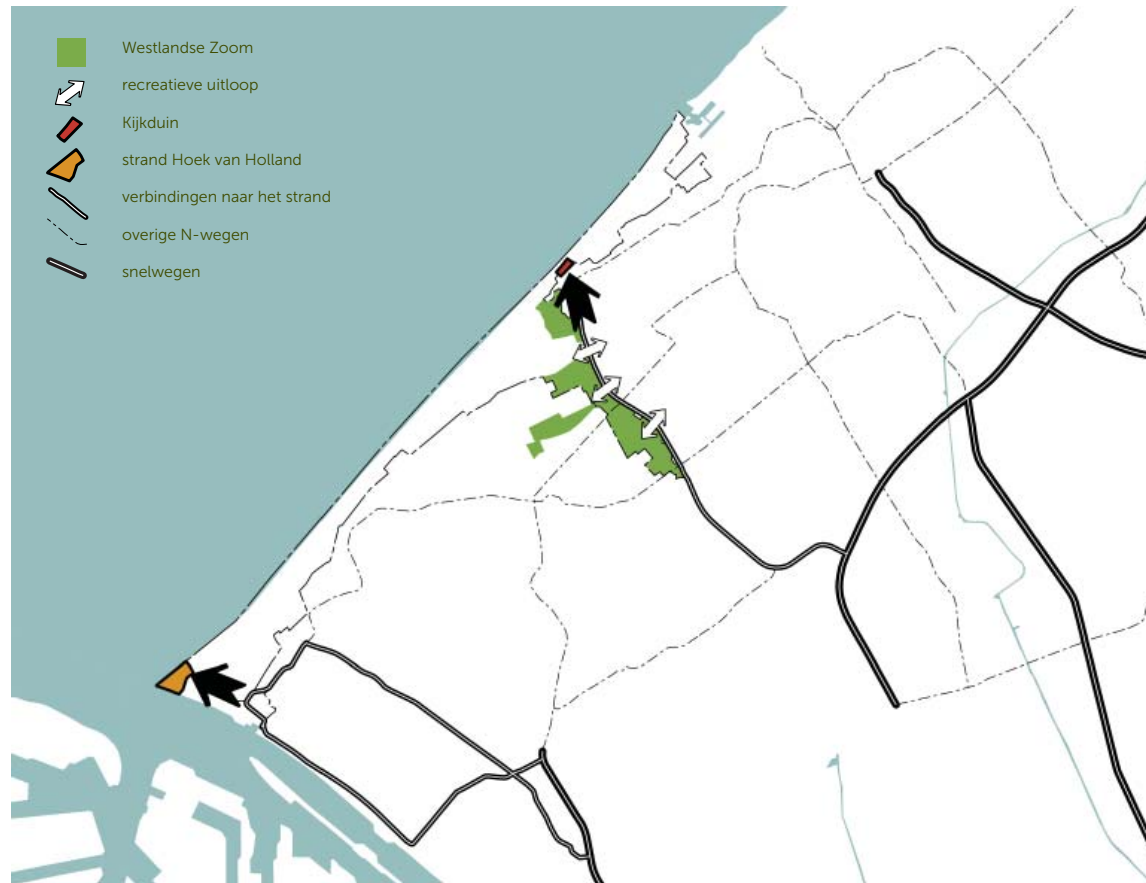 Westlandse Zoom
recreatieve uitloop
Kijkduin
strand Hoek van Holland
verbindingen naar het strand
overige N-wegen
snelwegen